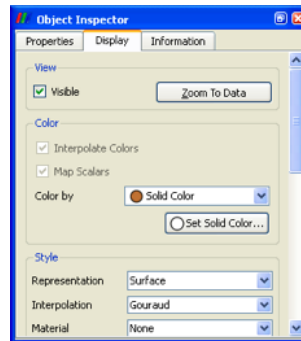 Object Inspector
Properties Display Information
View
Visible Zoom To Data
Color
Interpolate Colors
Map Scalars
Color by Solid Color
Set Solid Color...
Style
Representation Surface
Interpolation Gouraud
Material None